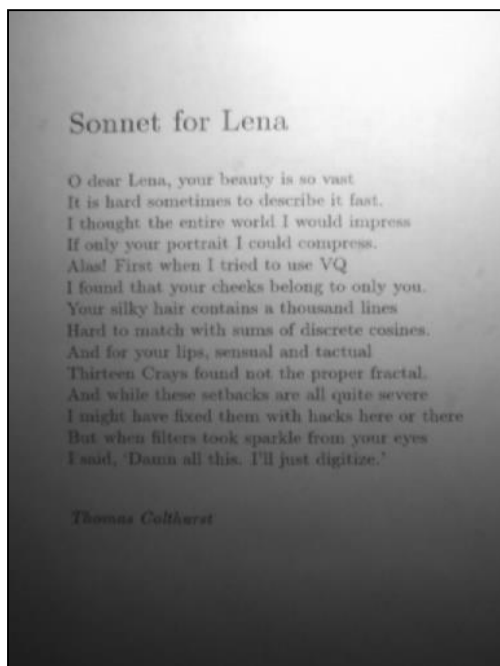 Sonnet for Lena
O dear Lena, your beauty is so vast
It is hard sometimes to describe it fast.
I thought the entire world I would impress
If only your portrait I could compress.
Alas! First when I tried to use VQ
I found that your cheeks belong to only you.
Your silky hair contains a thousand lines
Hard to match with sums of discrete cosines.
And for your lips, sensual and tactual
Thirteen Crays found not the proper fractal.
And while these setbacks are all quite severe
I might have fixed them with hacks here or there
But when filters took sparkle from your eyes
I said, 'Damn all this. I'll just digitize.'
Thomas Colthurst